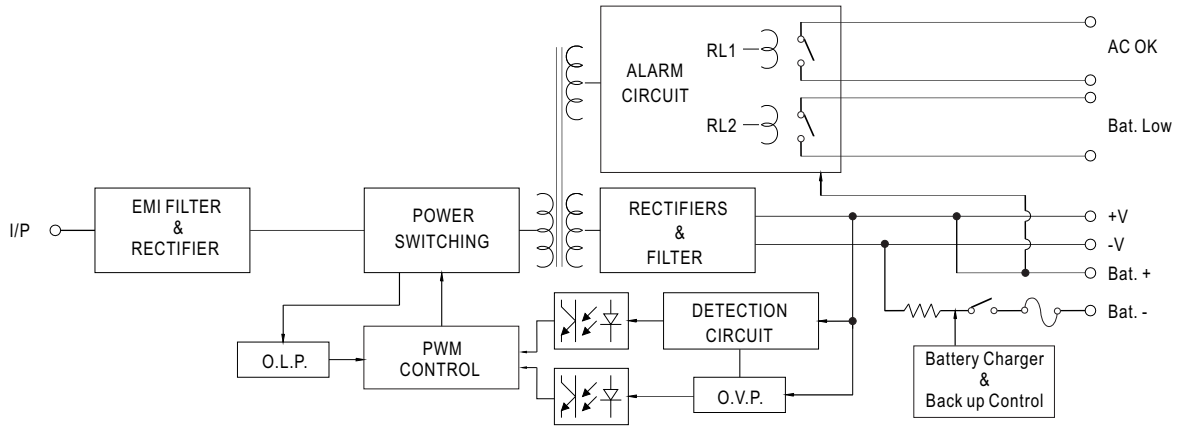 RL1
AC OK
ALARM
CIRCUIT
RL2
Bat. Low
I/P
EMI FILTER
&
RECTIFIER
POWER
SWITCHING
RECTIFIERS
&
FILTER
+V
-V
Bat. +
Bat. -
O.L.P.
PWM
CONTROL
DETECTION
CIRCUIT
O.V.P.
Battery Charger
&
Back up Control